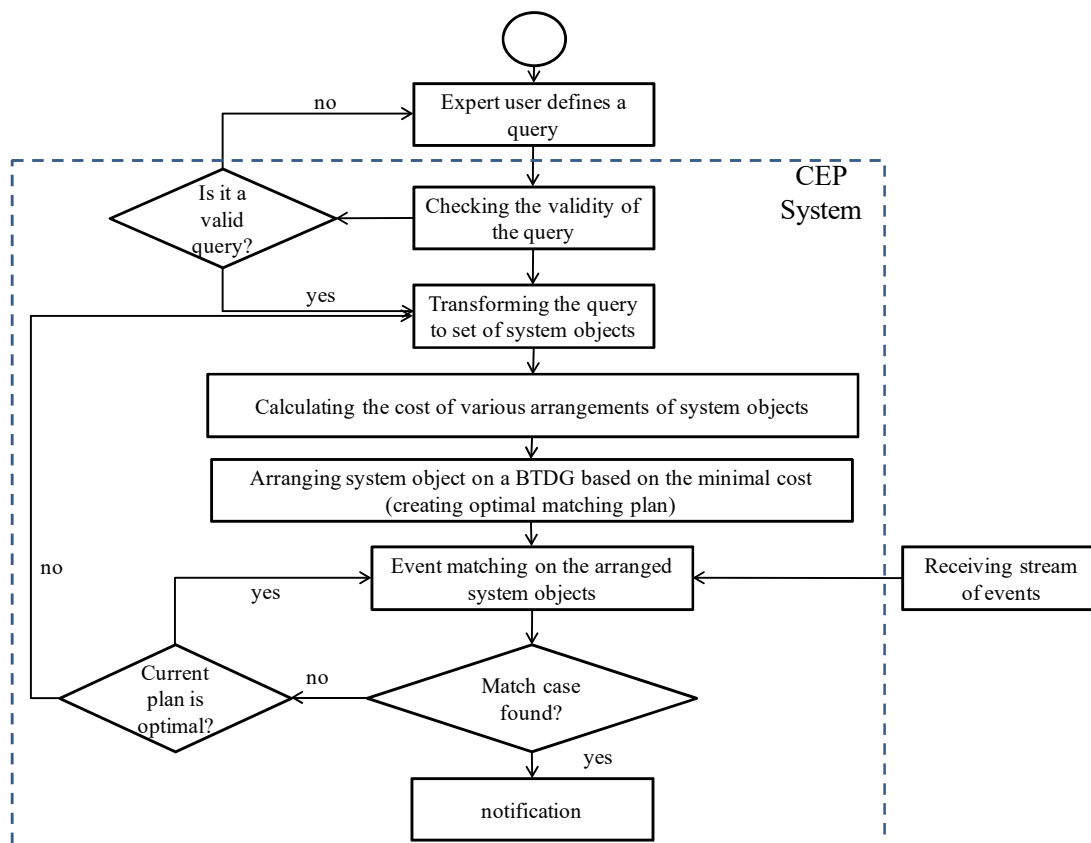 no
Expert user defines a
query
CEP
System
Is it a
valid
query?
Checking the validity of
the query
yes
Transforming the query
to set of system objects
Calculating the cost of various arrangements of system objects
Arranging system object on a BTDG based on the minimal cost
(creating optimal matching plan)
no
yes
Event matching on the arranged
system objects
Receiving stream
of events
Current
plan is
optimal?
no
Match case
found?
yes
notification